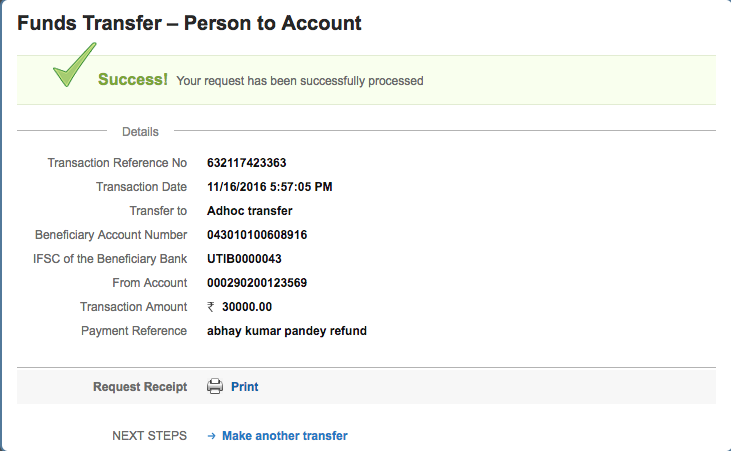 Funds Transfer – Person to Account
Success! Your request has been successfully processed
Details
Transaction Reference No 632117423363
Transaction Date 11/16/2016 5:57:05 PM
Transfer to Adhoc transfer
Beneficiary Account Number 043010100608916
IFSC of the Beneficiary Bank UTIB0000043
From Account 000290200123569
Transaction Amount ₹ 30000.00
Payment Reference abhay kumar pandey refund
Request Receipt Print
NEXT STEPS → Make another transfer